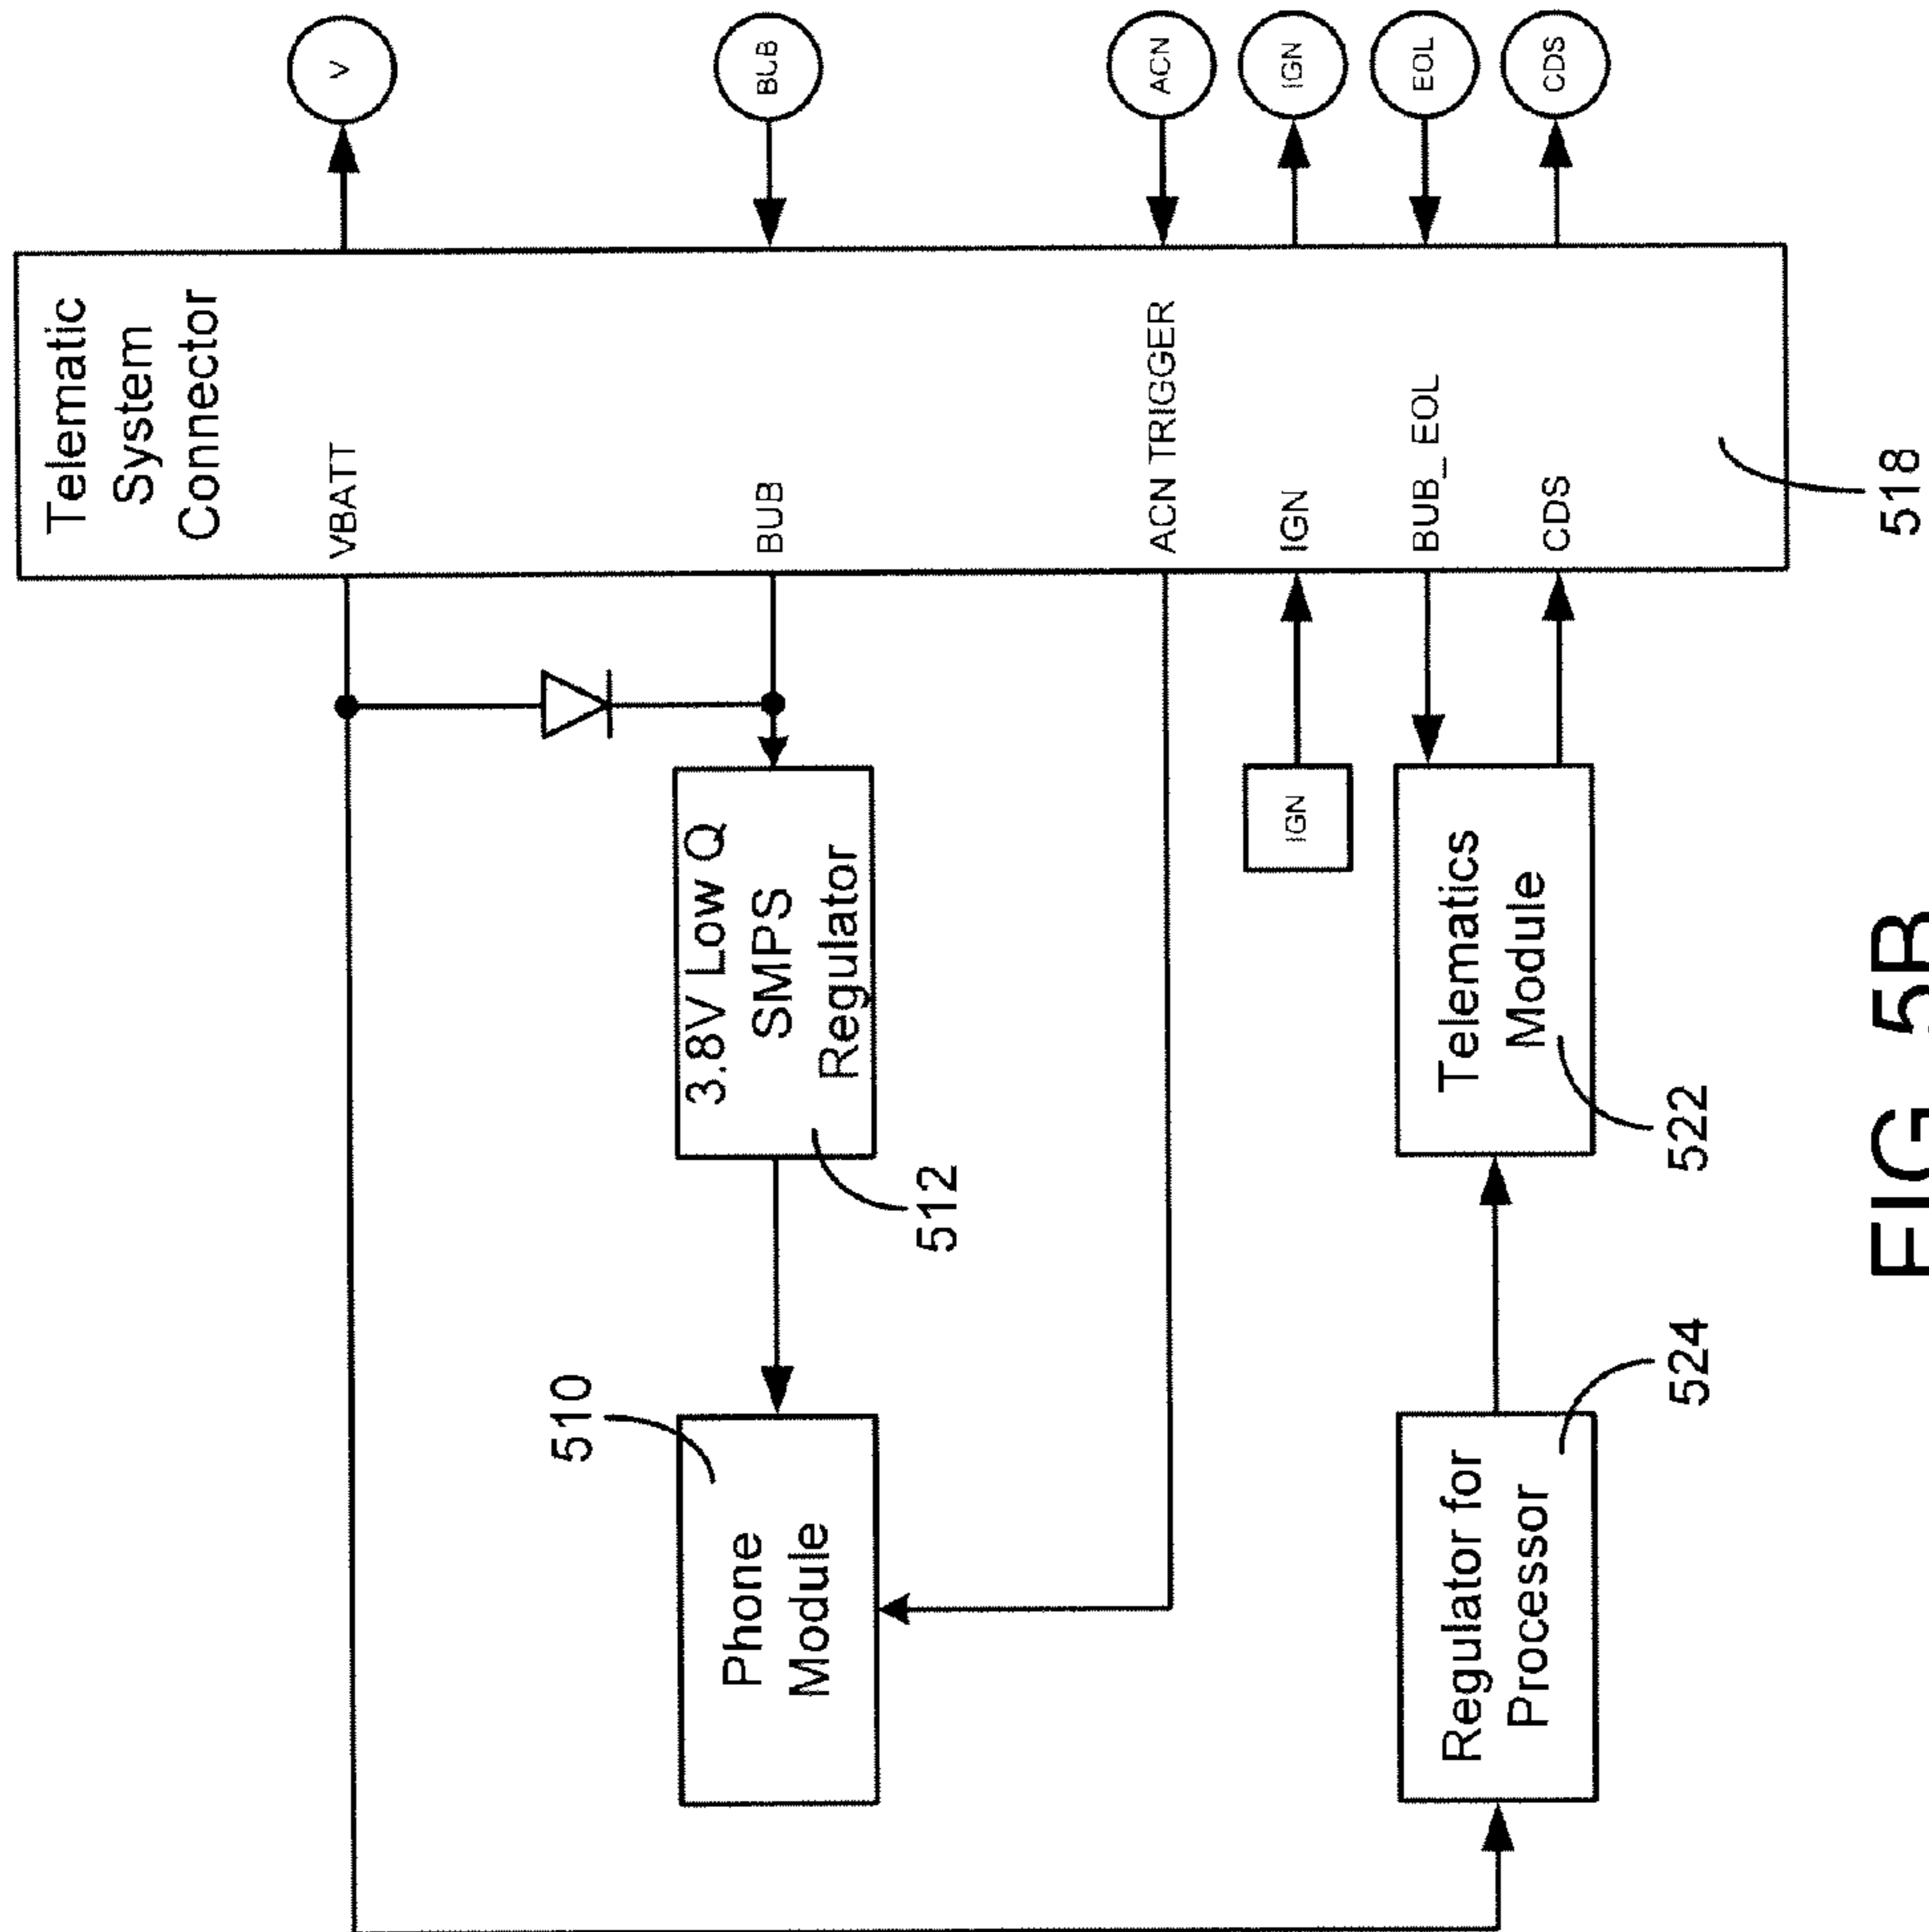 Telematic
System
Connector
VBATT
BUB
ACN TRIGGER
IGN
BUB_EOL
CDS
518
V
BUB
ACN
IGN
EOL
CDS
3.8V Low Q
SMPS
Regulator
512
Phone
Module
510
IGN
Telematics
Module
522
Regulator for
Processor
524
FIG. 5B